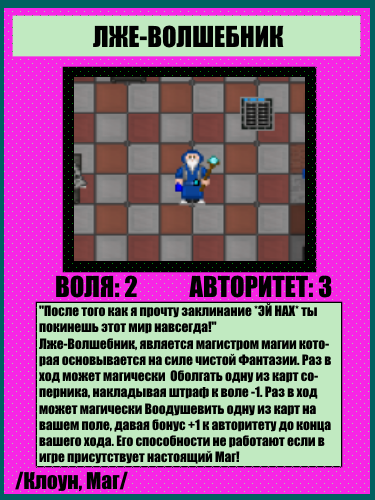 ЛЖЕ-ВОЛШЕБНИК
ВОЛЯ: 2 АВТОРИТЕТ: 3
"После того как я прочту заклинание "ЭЙ НАХ" ты
покинешь этот мир навсегда!"
Лже-Волшебник, является магистром магии кото-
рая основывается на силе чистой Фантазии. Раз в
ход может магически Оболгать одну из карт со-
перника, накладывая штраф к воле -1. Раз в ход
может магически Воодушевить одну из карт на
вашем поле, давая бонус +1 к авторитету до конца
вашего хода. Его способности не работают если в
игре присутствует настоящий Маг!
/Клоун, Маг/